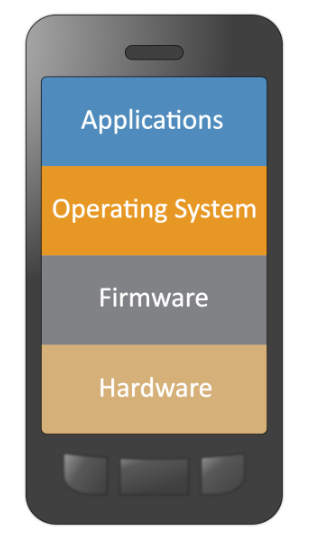 Applications
Operating System
Firmware
Hardware